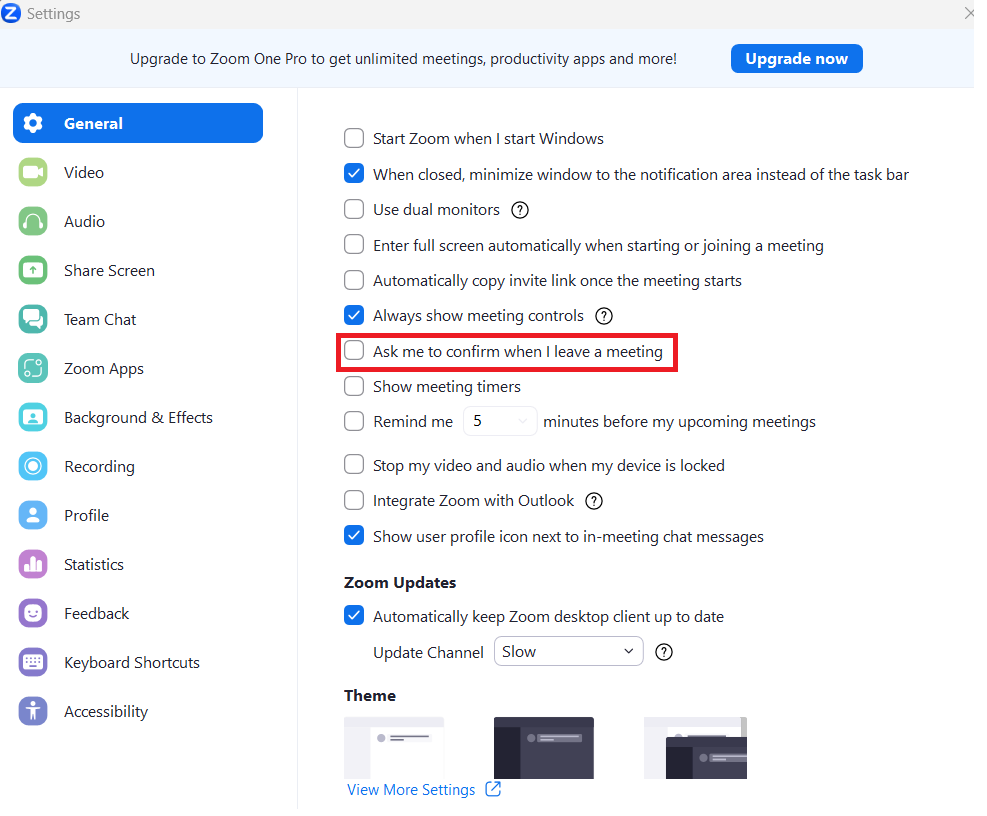 Settings
Upgrade to Zoom One Pro to get unlimited meetings, productivity apps and more!
Upgrade now
General
Video
Audio
Share Screen
Team Chat
Zoom Apps
Background & Effects
Recording
Profile
Statistics
Feedback
Keyboard Shortcuts
Accessibility
Start Zoom when I start Windows
When closed, minimize window to the notification area instead of the task bar
Use dual monitors ?
Enter full screen automatically when starting or joining a meeting
Automatically copy invite link once the meeting starts
Always show meeting controls ?
Ask me to confirm when I leave a meeting
Show meeting timers
Remind me 5 minutes before my upcoming meetings
Stop my video and audio when my device is locked
Integrate Zoom with Outlook ?
Show user profile icon next to in-meeting chat messages
Zoom Updates
Automatically keep Zoom desktop client up to date
Update Channel Slow ?
Theme
View More Settings